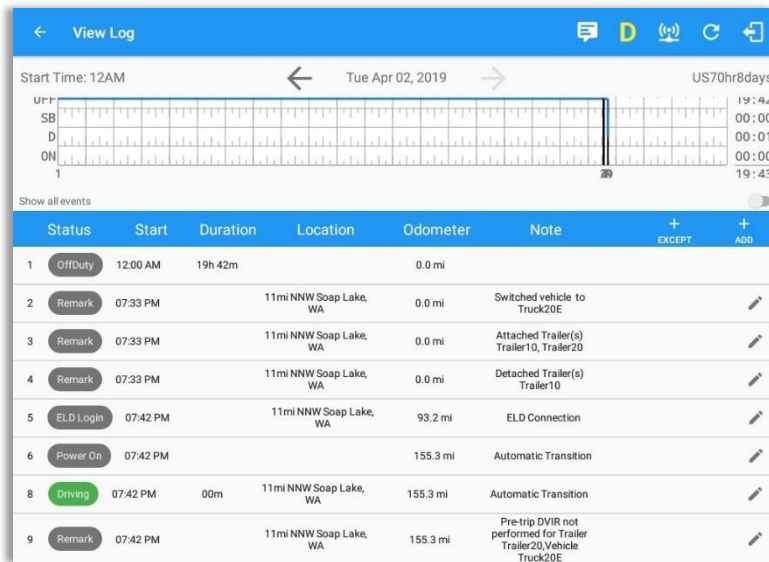 View Log
D
Start Time: 12AM
Tue Apr 02, 2019
US70hr8days
OFF
SB
D
ON
19:42
00:00
00:01
00:00
19:43
1
Show all events
Status Start Duration Location Odometer Note + EXCEPT + ADD
1 OffDuty 12:00 AM 19h 42m 0.0 mi
2 Remark 07:33 PM 11mi NNW Soap Lake, WA 0.0 mi Switched vehicle to Truck20E
3 Remark 07:33 PM 11mi NNW Soap Lake, WA 0.0 mi Attached Trailer(s) Trailer10, Trailer20
4 Remark 07:33 PM 11mi NNW Soap Lake, WA 0.0 mi Detached Trailer(s) Trailer10
5 ELD Login 07:42 PM 11mi NNW Soap Lake, WA 93.2 mi ELD Connection
6 Power On 07:42 PM 155.3 mi Automatic Transition
8 Driving 07:42 PM 00m 11mi NNW Soap Lake, WA 155.3 mi Automatic Transition
9 Remark 07:42 PM 11mi NNW Soap Lake, WA 155.3 mi Pre-trip DVIR not performed for Trailer Trailer20,Vehicle Truck20E